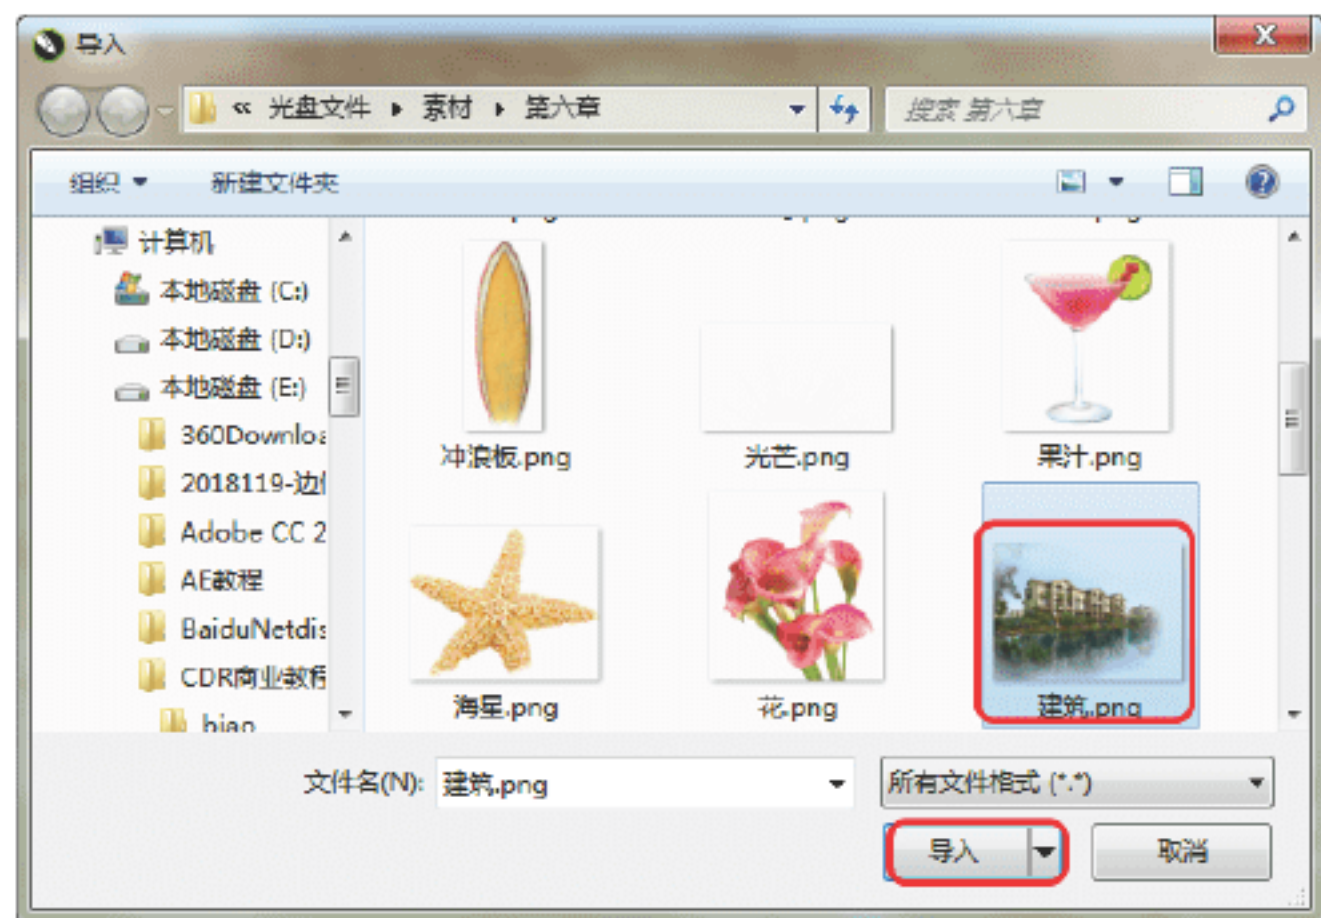 导入
« 光盘文件 ▸ 素材 ▸ 第六章
搜索 第六章
组织
新建文件夹
计算机
本地磁盘 (C:)
本地磁盘 (D:)
本地磁盘 (E:)
360Downloa
2018119-边
Adobe CC 2
AE教程
BaiduNetdis
CDR商业教程
biao
冲浪板.png
光芒.png
果汁.png
海星.png
花.png
建筑.png
文件名(N):
建筑.png
所有文件格式 (*.*)
导入
取消